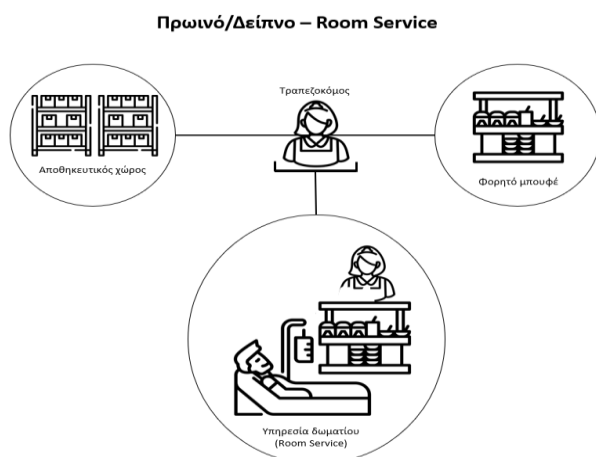 Πρωινό/Δείπνο – Room Service
Τραπεζοκόμος
Αποθηκευτικός χώρος
Φορητό μπουφέ
Υπηρεσία δωματίου
(Room Service)